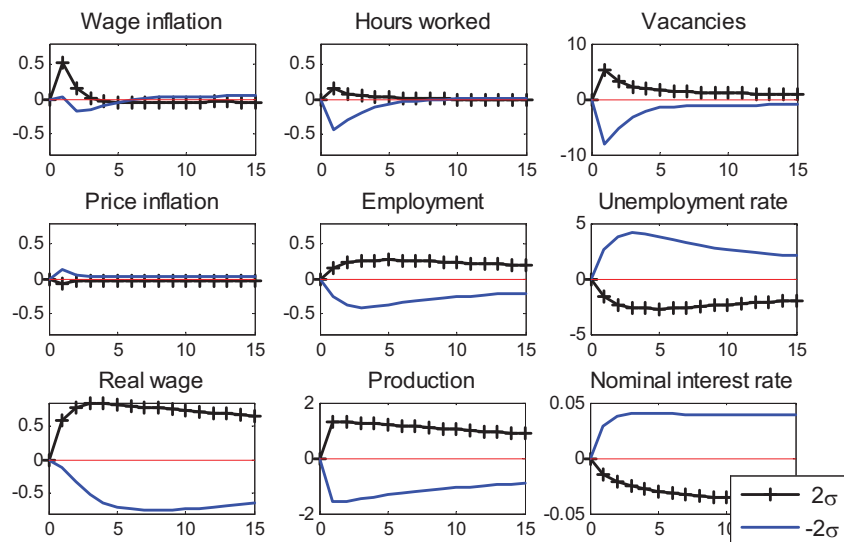 Wage inflation Hours worked Vacancies
0.5 0.5 10
0 0 0
-0.5 -0.5 -10
0 5 10 15 0 5 10 15 0 5 10 15
Price inflation Employment Unemployment rate
0.5 0.5 5
0 0 0
-0.5 -0.5 -5
0 5 10 15 0 5 10 15 0 5 10 15
Real wage Production Nominal interest rate
0.5 2 0.05
0 0 0
-0.5 -2 -0.05
0 5 10 15 0 5 10 15 0 5 10
2σ
-2σ